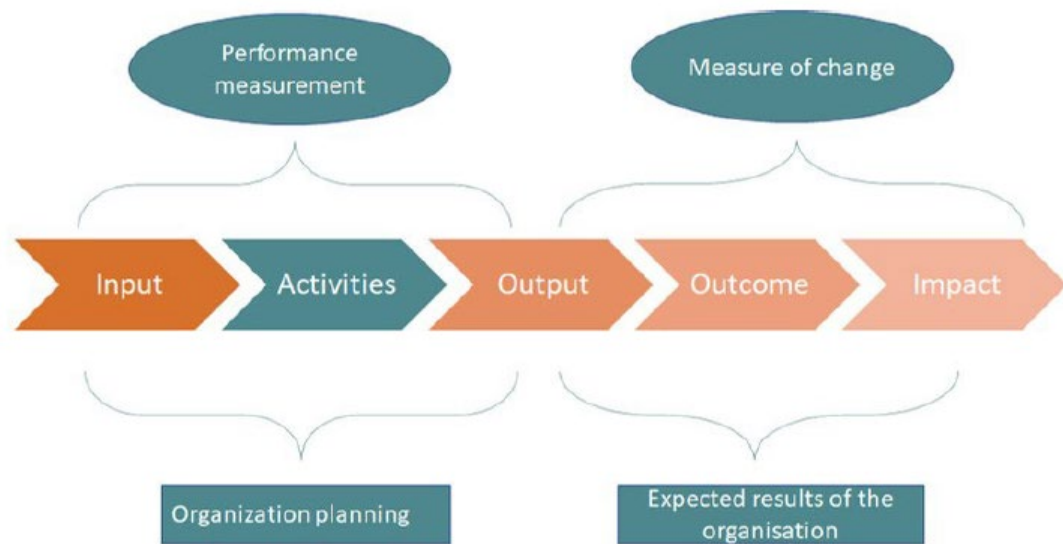 Performance
measurement
Measure of change
Input
Activities
Output
Outcome
Impact
Organization planning
Expected results of the
organisation